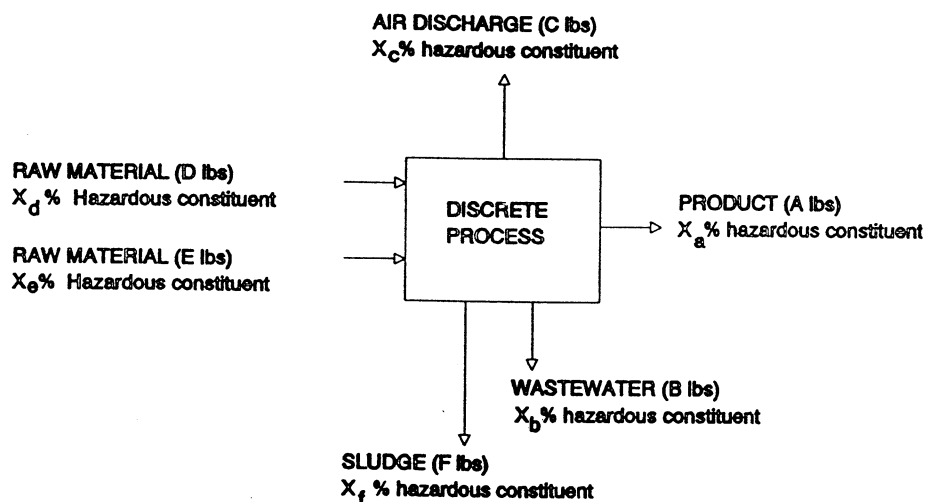 AIR DISCHARGE (C lbs)
Xc% hazardous constituent
RAW MATERIAL (D lbs)
Xd% Hazardous constituent
RAW MATERIAL (E lbs)
Xe% Hazardous constituent
DISCRETE
PROCESS
PRODUCT (A lbs)
Xa% hazardous constituent
WASTEWATER (B lbs)
Xb% hazardous constituent
SLUDGE (F lbs)
Xf % hazardous constituent